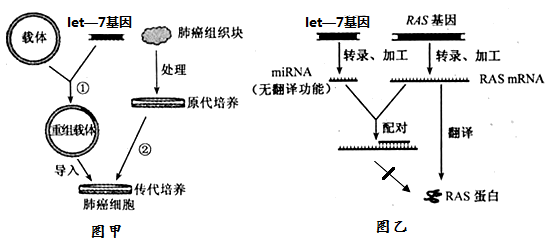 载体
let—7基因
肺癌组织块
①
处理
原代培养
重组载体
②
导入
传代培养
肺癌细胞
图甲
let—7基因
RAS基因
转录、加工
转录、加工
miRNA
(无翻译功能)
RAS mRNA
配对
翻译
RAS 蛋白
图乙